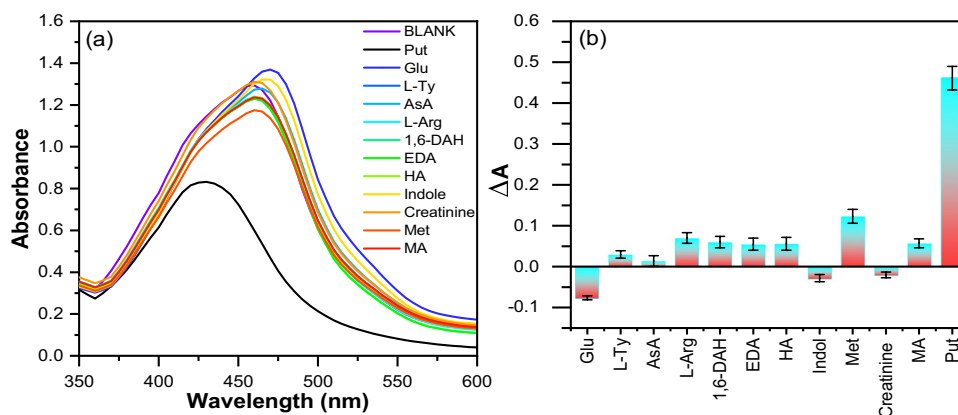 (a)
1.6
1.4
1.2
1.0
0.8
0.6
0.4
0.2
0.0
Absorbance
350 400 450 500 550 600
Wavelength (nm)
BLANK
Put
Glu
L-Ty
AsA
L-Arg
1,6-DAH
EDA
HA
Indole
Creatinine
Met
MA
(b)
0.6
0.5
0.4
0.3
0.2
0.1
0.0
-0.1
ΔA
Glu
L-Ty
AsA
L-Arg
1,6-DAH
EDA
HA
Indol
Met
Creatinine
MA
Put